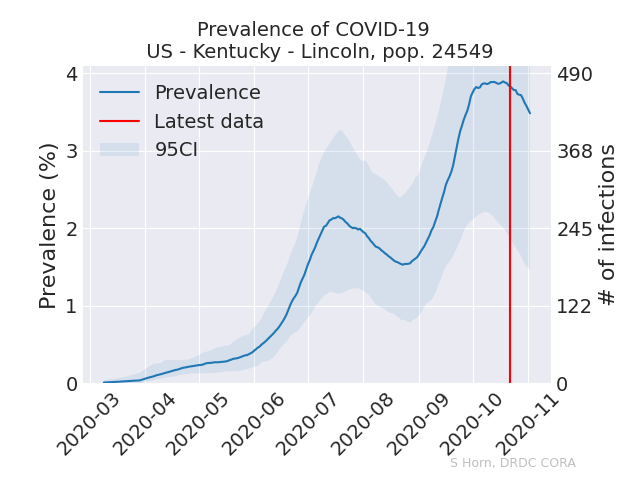 Prevalence of COVID-19
US - Kentucky - Lincoln, pop. 24549
Prevalence
Latest data
95CI
Prevalence (%)
4
3
2
1
0
490
368
245
122
0
# of infections
2020-03
2020-04
2020-05
2020-06
2020-07
2020-08
2020-09
2020-10
2020-11
S Horn, DRDC CORA